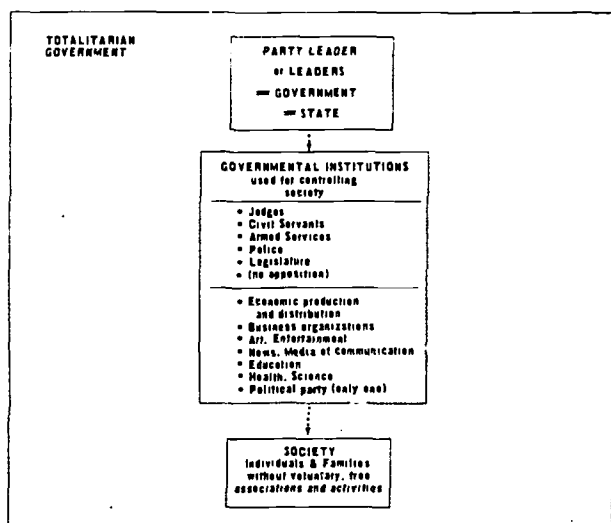 TOTALITARIAN
GOVERNMENT
PARTY LEADER
or LEADERS
= GOVERNMENT
= STATE
GOVERNMENTAL INSTITUTIONS
used for controlling
society
• Judges
• Civil Servants
• Armed Services
• Police
• Legislature
• (no opposition)
• Economic production
and distribution
• Business organizations
• Art, Entertainment
• News, Media of communication
• Education
• Health, Science
• Political party (only one)
SOCIETY
Individuals & Families
without voluntary, free
associations and activities